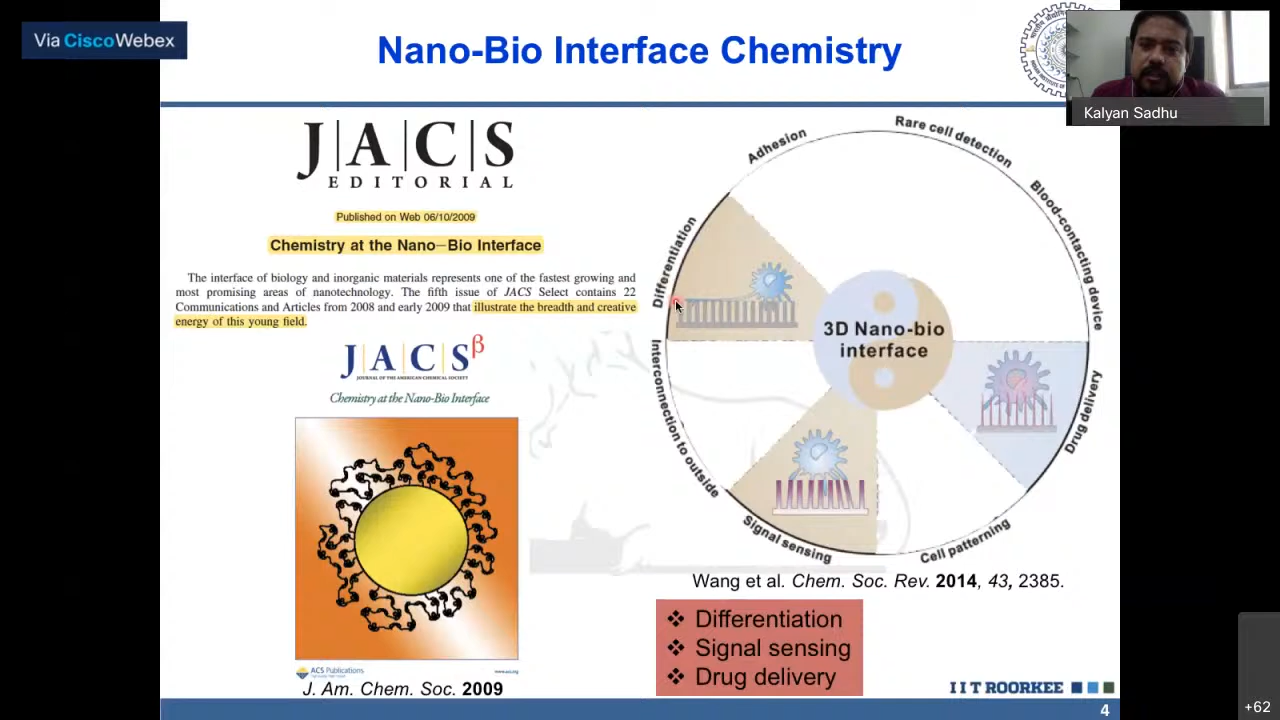 Via CiscoWebex
Nano-Bio Interface Chemistry
Kalyan Sadhu
J|A|C|S
EDITORIAL
Published on Web 06/10/2009
Chemistry at the Nano−Bio Interface
The interface of biology and inorganic materials represents one of the fastest growing and
most promising areas of nanotechnology. The fifth issue of JACS Select contains 22
Communications and Articles from 2008 and early 2009 that illustrate the breadth and creative
energy of this young field.
J|A|C|S β
JOURNAL OF THE AMERICAN CHEMICAL SOCIETY
Chemistry at the Nano-Bio Interface
ACS Publications
J. Am. Chem. Soc. 2009
Adhesion
Rare cell detection
Blood-contacting device
Drug delivery
Cell patterning
Signal sensing
Interconnection to outside
Differentiation
3D Nano-bio
interface
Wang et al. Chem. Soc. Rev. 2014, 43, 2385.
❖ Differentiation
❖ Signal sensing
❖ Drug delivery
IIT ROORKEE
4
+62